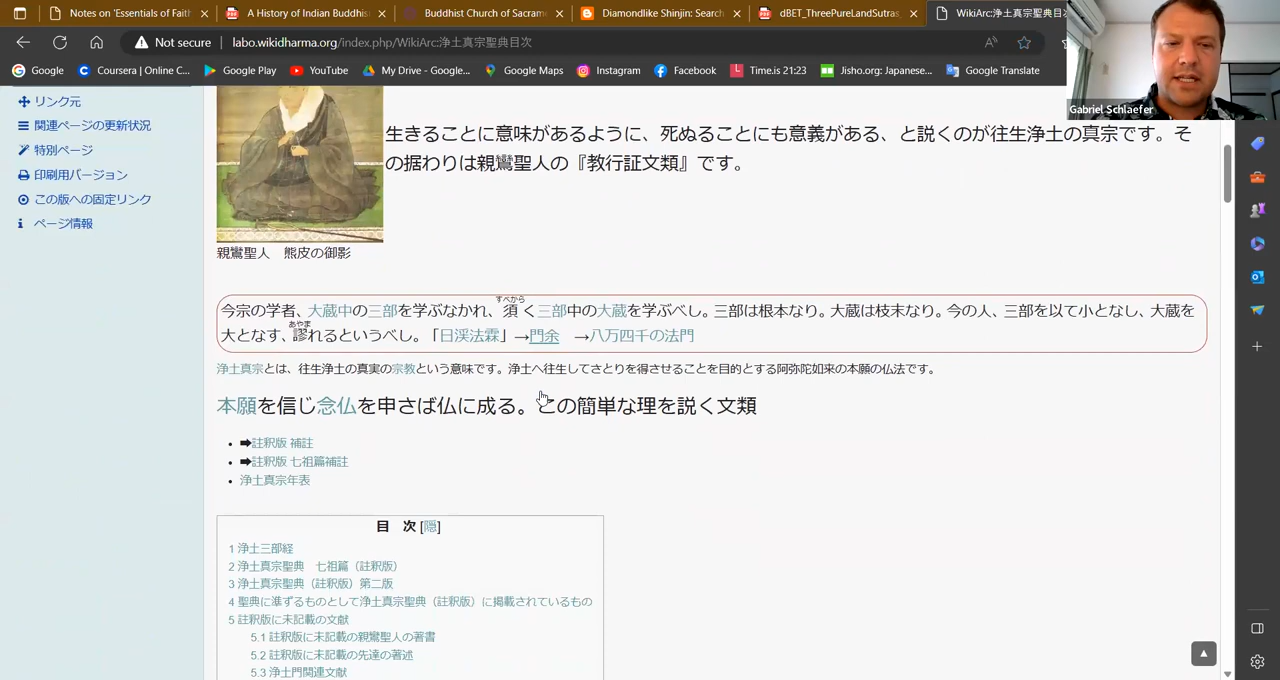 Notes on 'Essentials of Faith
A History of Indian Buddhis
Buddhist Church of Sacrame
Diamondlike Shinjin: Search
dBET_ThreePureLandSutras_
WikiArc:浄土真宗聖典目次
Not secure
labo.wikidharma.org/index.php/WikiArc:浄土真宗聖典目次
Google
Coursera | Online C...
Google Play
YouTube
My Drive - Google...
Google Maps
Instagram
Facebook
Time.is 21:23
Jisho.org: Japanese...
Google Translate
Gabriel Schlaefer
リンク元
関連ページの更新状況
特別ページ
印刷用バージョン
この版への固定リンク
ページ情報
生きることに意味があるように、死ぬることにも意義がある、と説くのが往生浄土の真宗です。そ
の据わりは親鸞聖人の『教行証文類』です。
親鸞聖人　熊皮の御影
すべから
今宗の学者、大蔵中の三部を学ぶなかれ、須く三部中の大蔵を学ぶべし。三部は根本なり。大蔵は枝末なり。今の人、三部を以て小となし、大蔵を
あやま
大となす、謬れるというべし。「日渓法霖」→門余　→八万四千の法門
浄土真宗とは、往生浄土の真実の宗教という意味です。浄土へ往生してさとりを得させることを目的とする阿弥陀如来の本願の仏法です。
本願を信じ念仏を申さば仏に成る。この簡単な理を説く文類
➡註釈版 補註
➡註釈版 七祖篇補註
浄土真宗年表
目　次 [隠]
1 浄土三部経
2 浄土真宗聖典　七祖篇（註釈版）
3 浄土真宗聖典（註釈版）第二版
4 聖典に準ずるものとして浄土真宗聖典（註釈版）に掲載されているもの
5 註釈版に未記載の文献
5.1 註釈版に未記載の親鸞聖人の著書
5.2 註釈版に未記載の先達の著述
5.3 浄土門関連文献